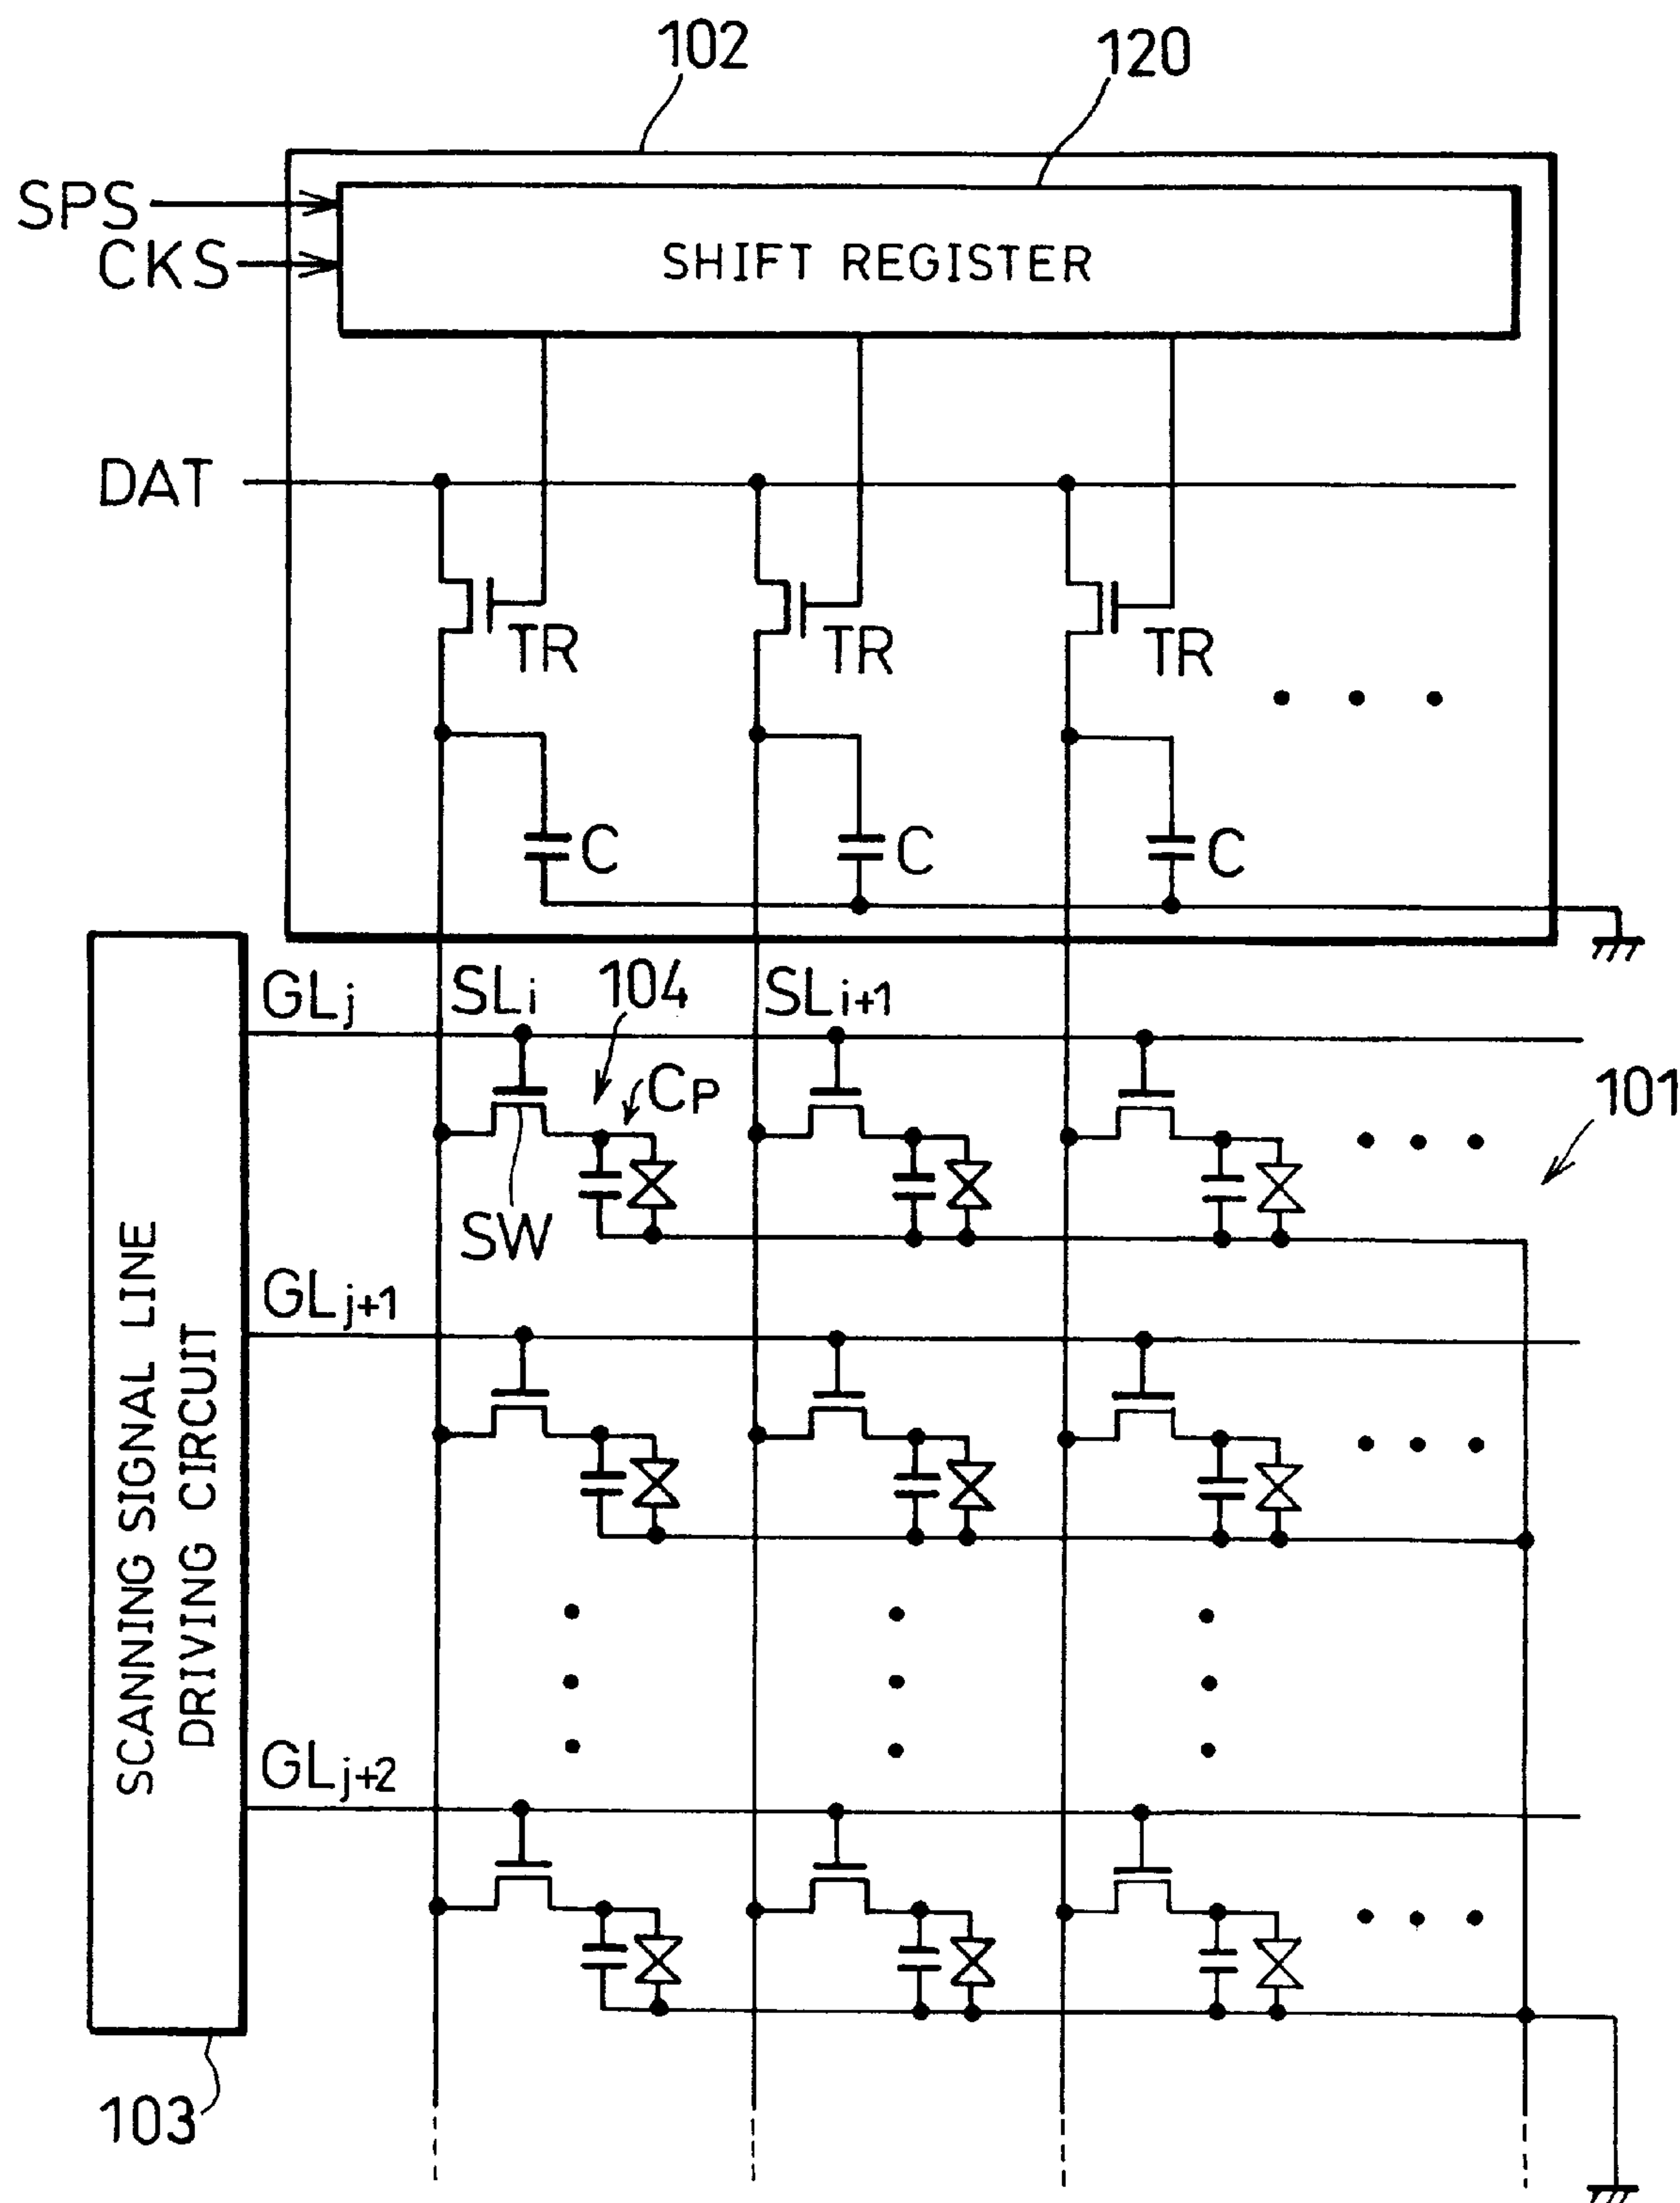 102
120
SPS
CKS
SHIFT REGISTER
DAT
TR
TR
TR
C
C
C
GLj
SLi
104
SLi+1
CP
101
SW
GLj+1
SCANNING SIGNAL LINE
DRIVING CIRCUIT
GLj+2
103